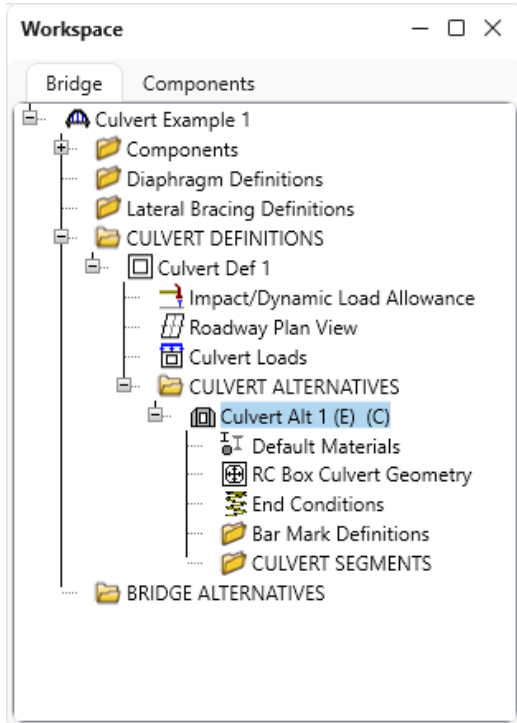 Workspace
Bridge Components
Culvert Example 1
Components
Diaphragm Definitions
Lateral Bracing Definitions
CULVERT DEFINITIONS
Culvert Def 1
Impact/Dynamic Load Allowance
Roadway Plan View
Culvert Loads
CULVERT ALTERNATIVES
Culvert Alt 1 (E) (C)
Default Materials
RC Box Culvert Geometry
End Conditions
Bar Mark Definitions
CULVERT SEGMENTS
BRIDGE ALTERNATIVES